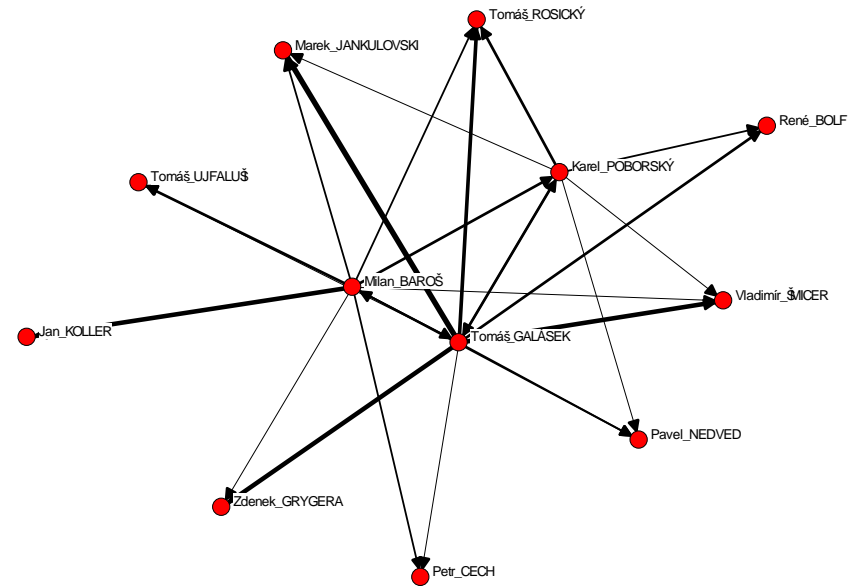 Tomáš_ROSICKÝ
Marek_JANKULOVSKI
René_BOLF
Karel_POBORSKÝ
Tomáš_UJFALUŠ
Milan_BAROŠ
Vladimír_ŠMICER
Jan_KOLLER
Tomáš_GALÁSEK
Pavel_NEDVED
Zdenek_GRYGERA
Petr_CECH